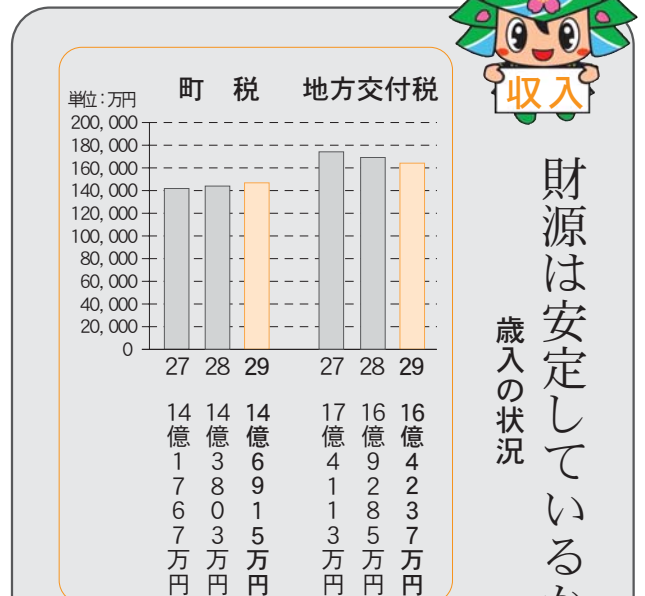 収入
財源は安定しているか
歳入の状況
町税
地方交付税
単位：万円
200,000
180,000
160,000
140,000
120,000
100,000
80,000
60,000
40,000
20,000
0
27 28 29
27 28 29
14億1767万円
14億3803万円
14億6915万円
17億4113万円
16億9285万円
16億4237万円